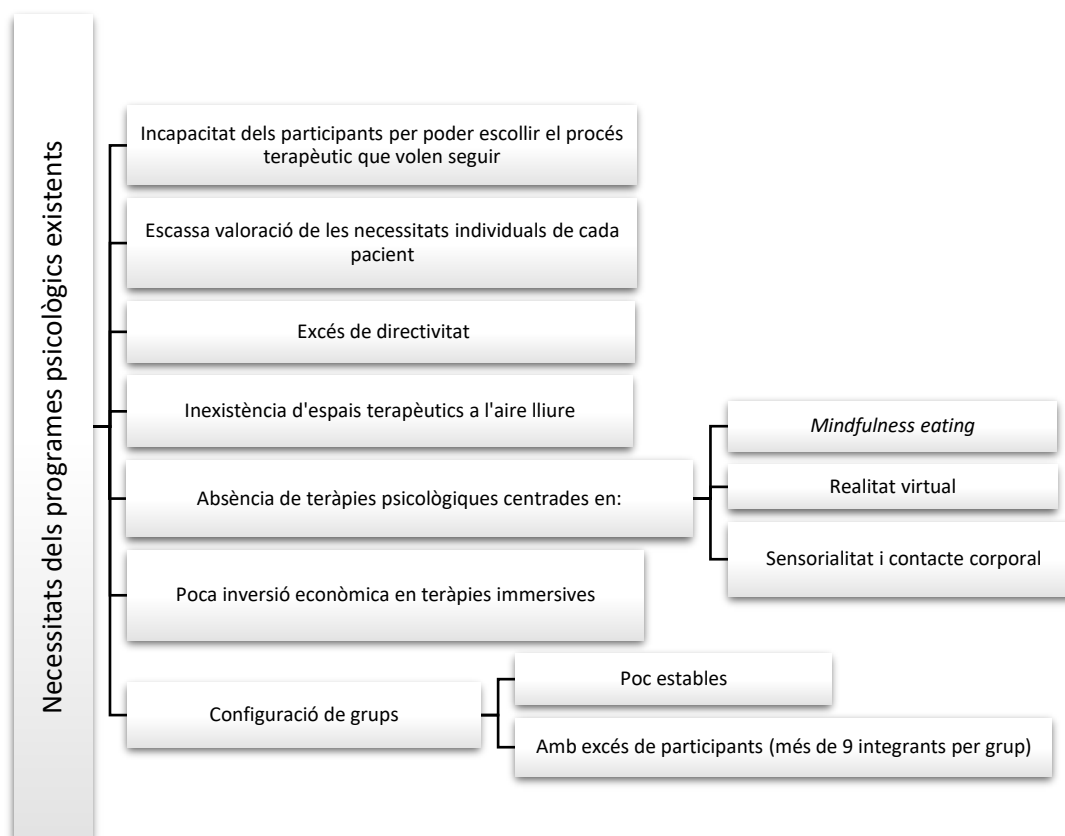 Necessitats dels programes psicològics existents
Incapacitat dels participants per poder escollir el procés
terapèutic que volen seguir
Escassa valoració de les necessitats individuals de cada
pacient
Excés de directivitat
Inexistència d'espais terapèutics a l'aire lliure
Absència de teràpies psicològiques centrades en:
Mindfulness eating
Realitat virtual
Sensorialitat i contacte corporal
Poca inversió econòmica en teràpies immersives
Configuració de grups
Poc estables
Amb excés de participants (més de 9 integrants per grup)